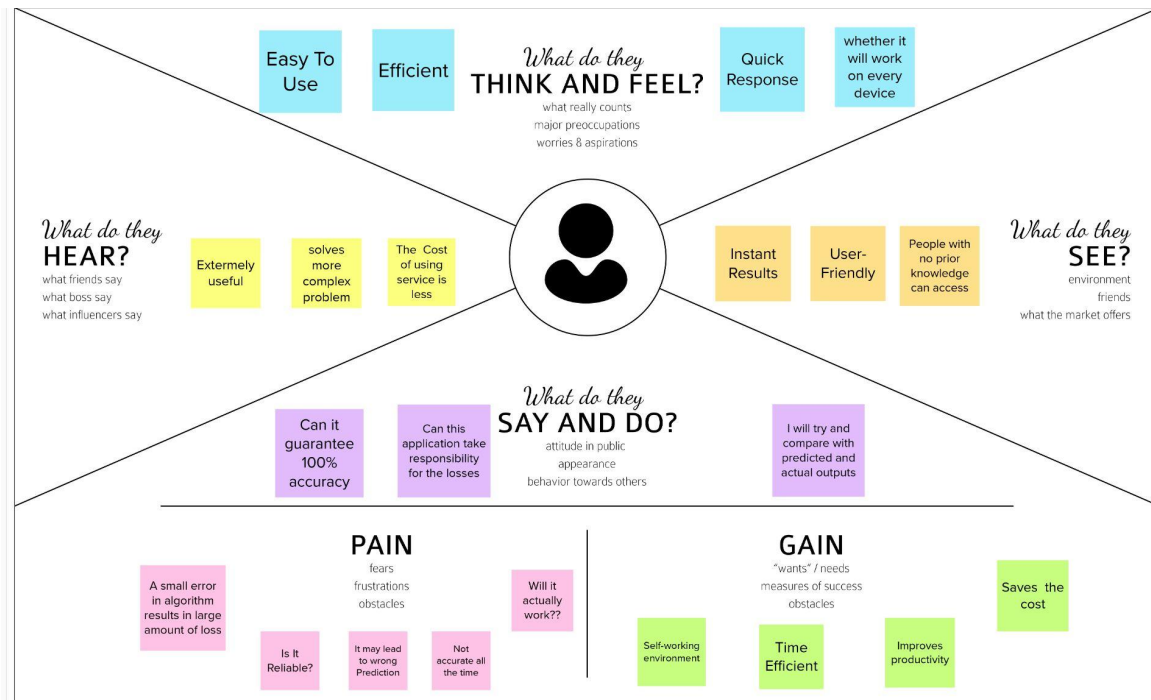 Easy To
Use
Efficient
What do they
THINK AND FEEL?
what really counts
major preoccupations
worries & aspirations
Quick
Response
whether it
will work
on every
device
What do they
HEAR?
what friends say
what boss say
what influencers say
Extermely
useful
solves
more
complex
problem
The Cost
of using
service is
less
Instant
Results
User-
Friendly
People with
no prior
knowledge
can access
What do they
SEE?
environment
friends
what the market offers
Can it
guarantee
100%
accuracy
Can this
application take
responsibility
for the losses
What do they
SAY AND DO?
attitude in public
appearance
behavior towards others
I will try and
compare with
predicted and
actual outputs
PAIN
fears
frustrations
obstacles
A small error
in algorithm
results in large
amount of loss
Is It
Reliable?
It may lead
to wrong
Prediction
Not
accurate all
the time
Will it
actually
work??
GAIN
"wants" / needs
measures of success
obstacles
Self-working
environment
Time
Efficient
Improves
productivity
Saves the
cost